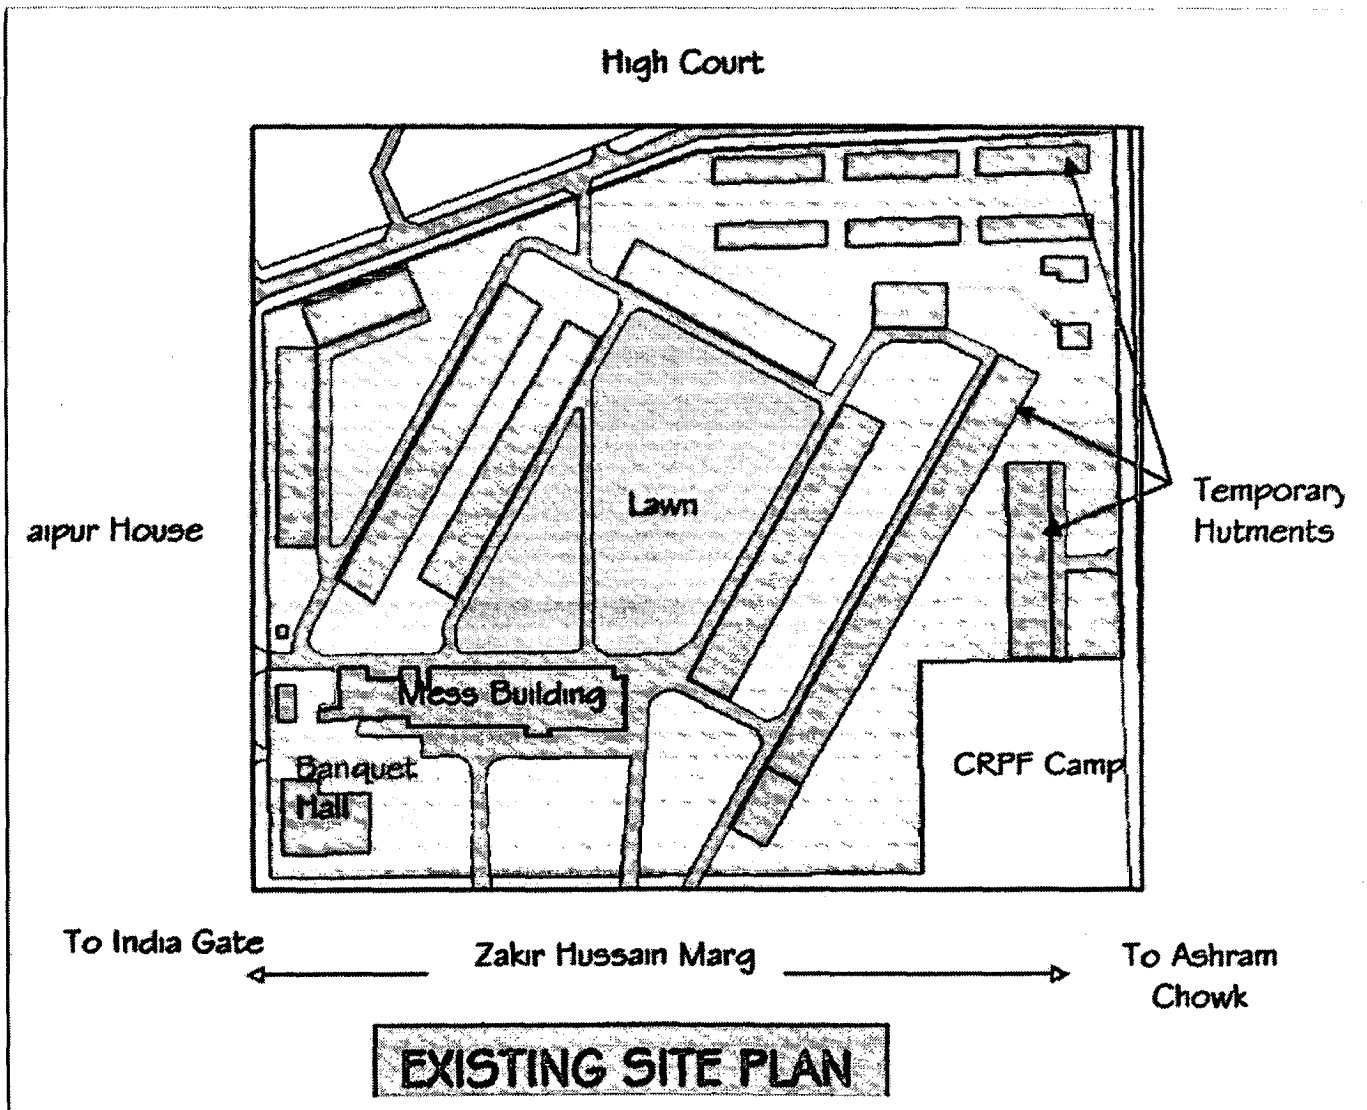 High Court
Lawn
Temporary
Hutments
aipur House
Mess Building
CRPF Camp
Banquet
Hall
To India Gate
Zakir Hussain Marg
To Ashram
Chowk
EXISTING SITE PLAN